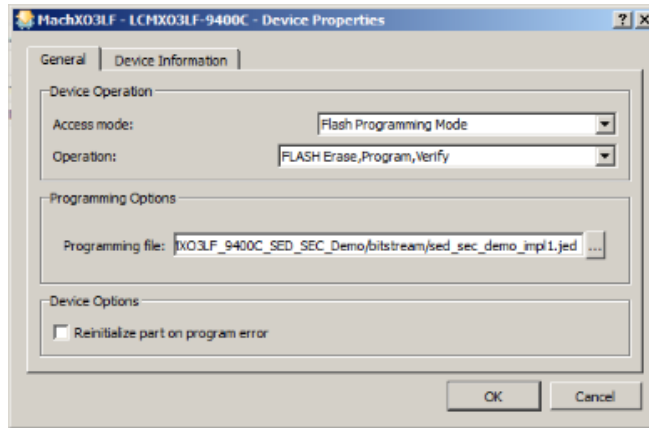 MachXO3LF - LCMXO3LF-9400C - Device Properties
General Device Information
Device Operation
Access mode: Flash Programming Mode
Operation: FLASH Erase,Program,Verify
Programming Options
Programming file: IXO3LF_9400C_SED_SEC_Demo/bitstream/sed_sec_demo_impl1.jed ...
Device Options
Reinitialize part on program error
OK Cancel